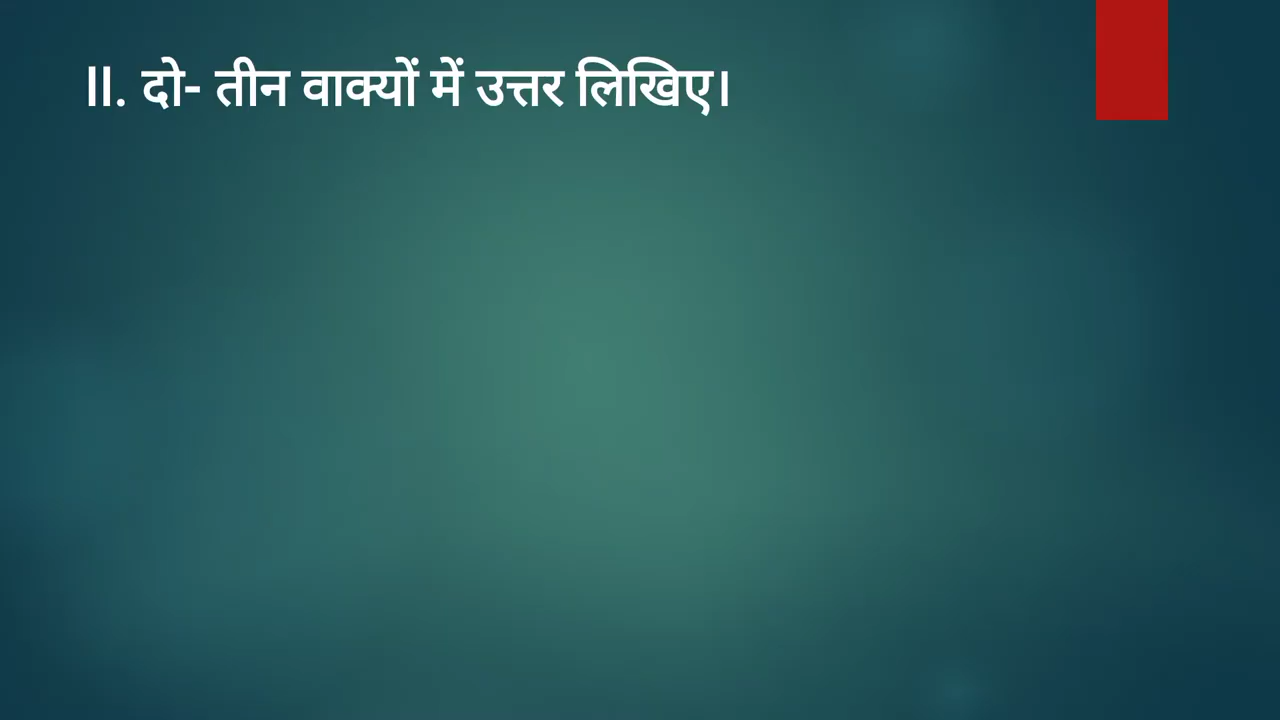 II. दो- तीन वाक्यों में उत्तर लिखिए।